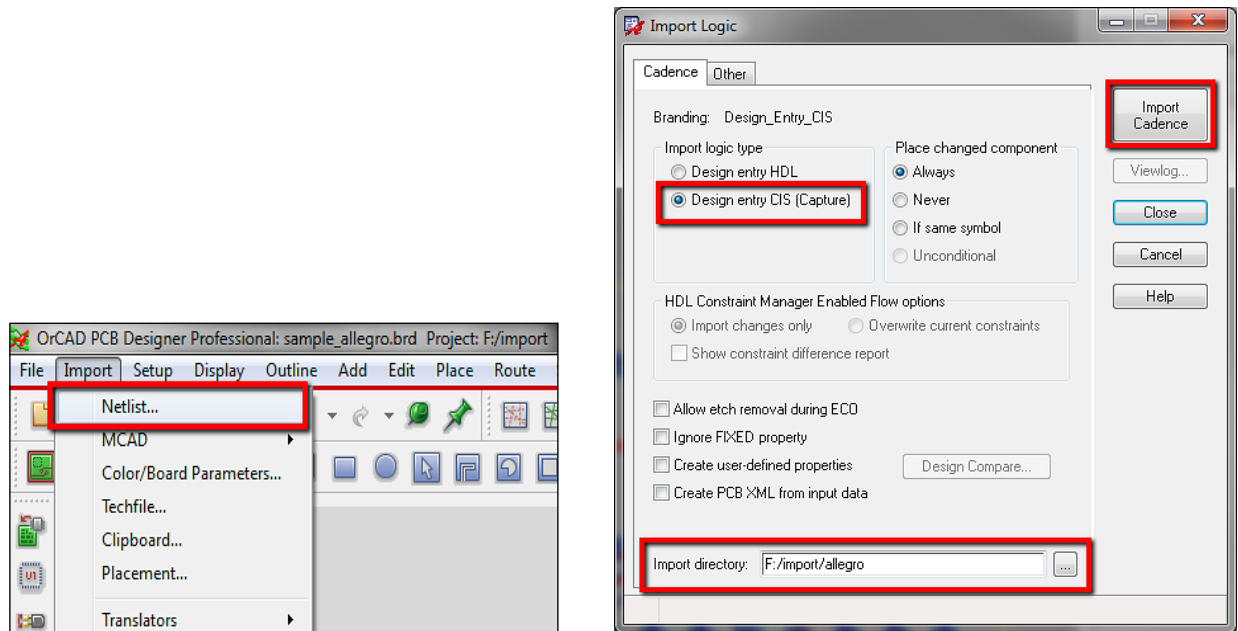 OrCAD PCB Designer Professional: sample_allegro.brd Project: F:/import
File Import Setup Display Outline Add Edit Place Route
Netlist...
MCAD
Color/Board Parameters...
Techfile...
Clipboard...
Placement...
Translators
U1
Import Logic
Cadence Other
Branding: Design_Entry_CIS
Import logic type
Design entry HDL
Design entry CIS (Capture)
Place changed component
Always
Never
If same symbol
Unconditional
HDL Constraint Manager Enabled Flow options
Import changes only Overwrite current constraints
Show constraint difference report
Allow etch removal during ECO
Ignore FIXED property
Create user-defined properties Design Compare...
Create PCB XML from input data
Import directory: F:/import/allegro ...
Import
Cadence
Viewlog...
Close
Cancel
Help